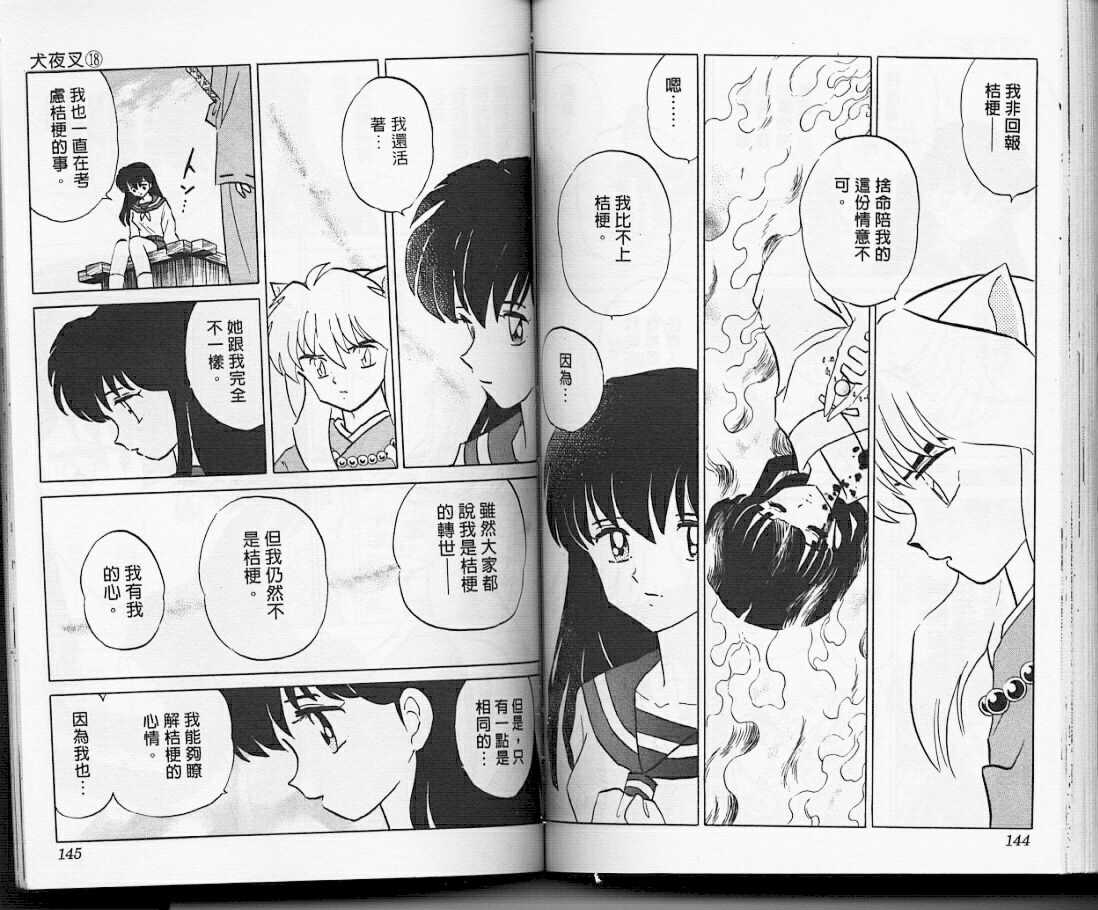 我非回報
桔梗——
捨命陪我的
這份情意不
可。
嗯……
我比不上
桔梗。
因為…
144
犬夜叉⑱
我還活
著…
トン…
我也一直在考
慮桔梗的事。
她跟我完全
不一樣。
雖然大家都
說我是桔梗
的轉世——
但我仍然不
是桔梗。
我有我
的心。
但是，只
有一點是
相同的…
我能夠瞭
解桔梗的
心情。
因為我也…
145